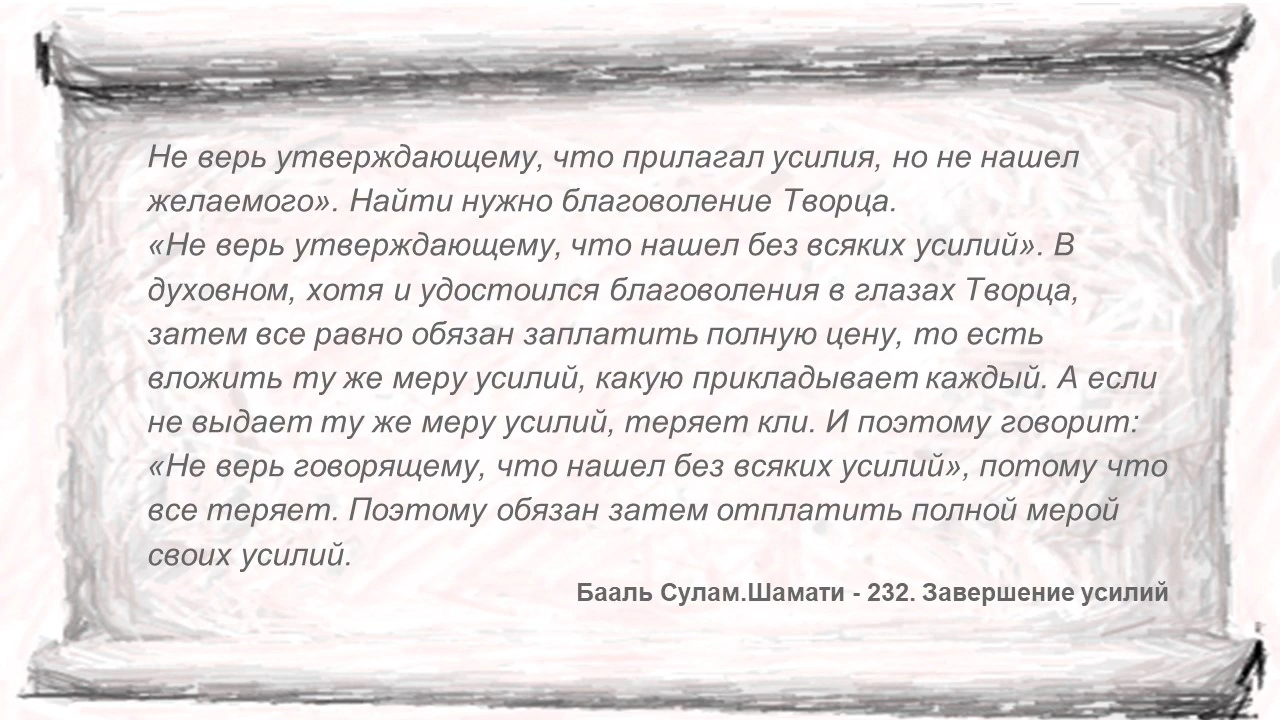 Не верь утверждающему, что прилагал усилия, но не нашел
желаемого». Найти нужно благоволение Творца.
«Не верь утверждающему, что нашел без всяких усилий». В
духовном, хотя и удостоился благоволения в глазах Творца,
затем все равно обязан заплатить полную цену, то есть
вложить ту же меру усилий, какую прикладывает каждый. А если
не выдает ту же меру усилий, теряет кли. И поэтому говорит:
«Не верь говорящему, что нашел без всяких усилий», потому что
все теряет. Поэтому обязан затем отплатить полной мерой
своих усилий.
Бааль Сулам.Шамати - 232. Завершение усилий